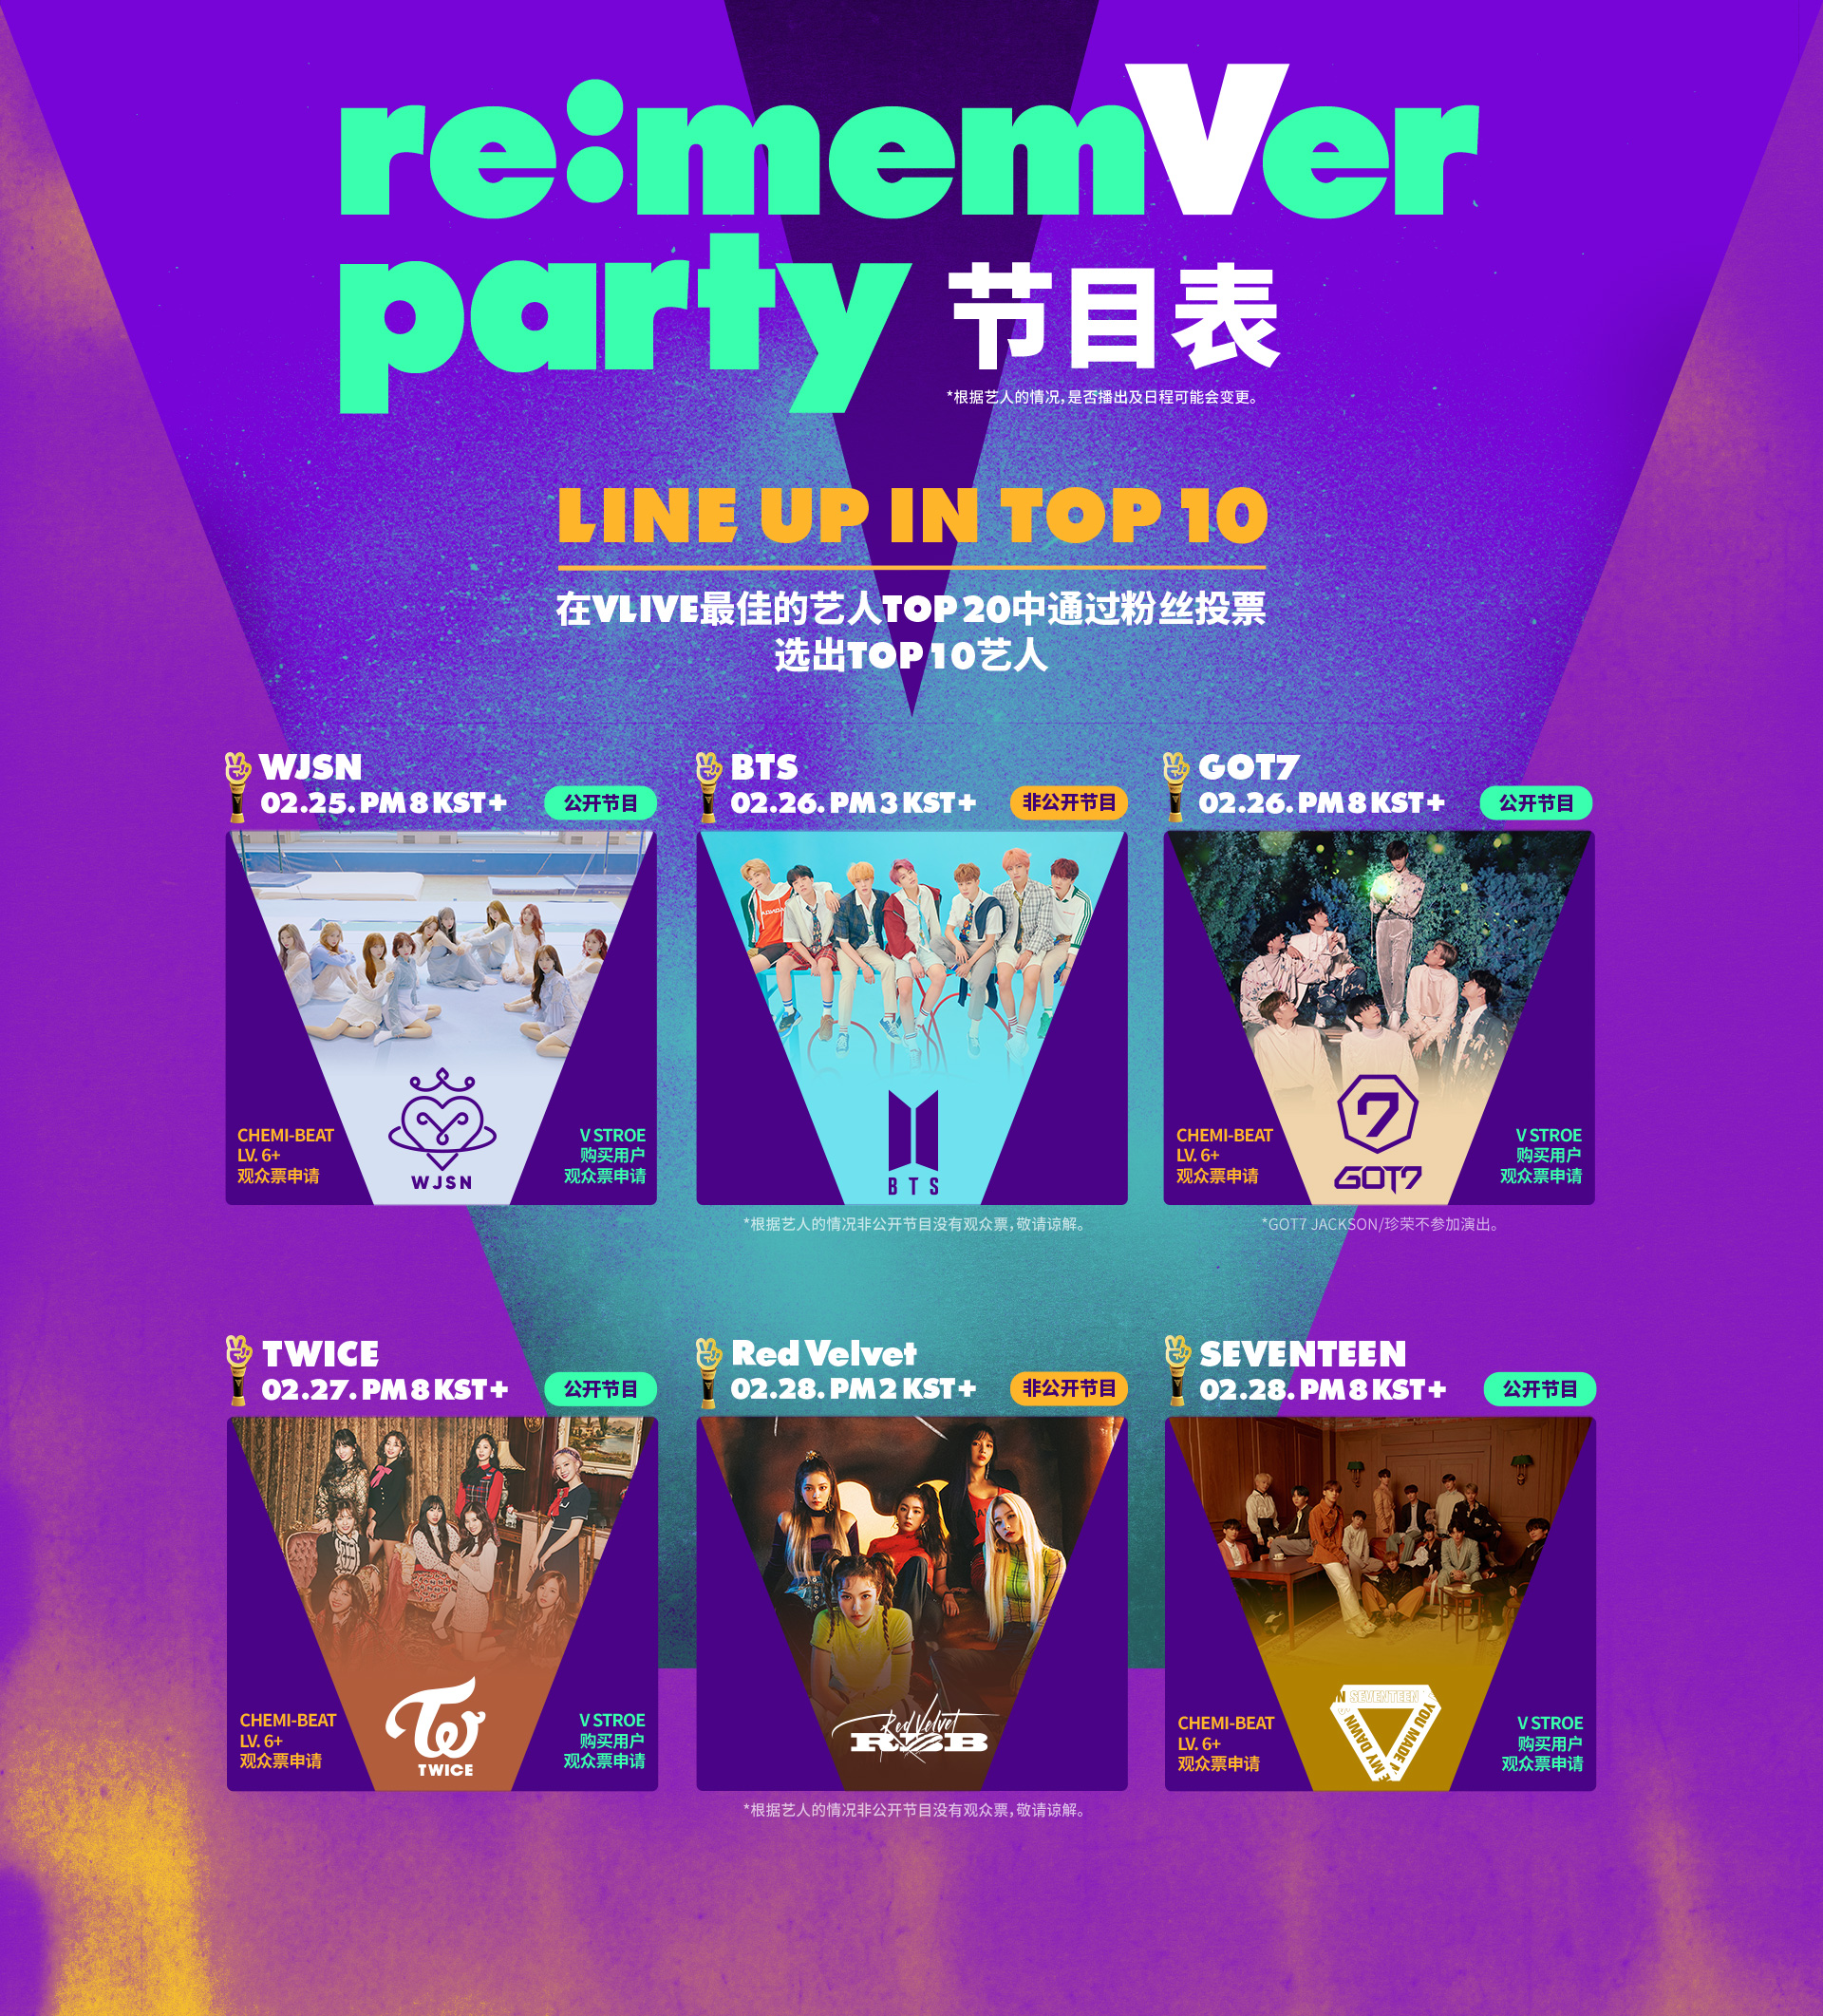 re:memVer
party 节目表
*根据艺人的情况,是否播出及日程可能会变更。
LINE UP IN TOP 10
在VLIVE最佳的艺人TOP 20中通过粉丝投票
选出TOP 10艺人
WJSN
02.25. PM 8 KST+
公开节目
CHEMI-BEAT
LV. 6+
观众票申请
WJSN
V STROE
购买用户
观众票申请
BTS
02.26. PM 3 KST+
非公开节目
BTS
*根据艺人的情况非公开节目没有观众票,敬请谅解。
GOT7
02.26. PM 8 KST+
公开节目
CHEMI-BEAT
LV. 6+
观众票申请
7
GOT7
V STROE
购买用户
观众票申请
*GOT7 JACKSON/珍荣不参加演出。
TWICE
02.27. PM 8 KST+
公开节目
CHEMI-BEAT
LV. 6+
观众票申请
TWICE
V STROE
购买用户
观众票申请
Red Velvet
02.28. PM 2 KST+
非公开节目
Red Velvet
RBB
*根据艺人的情况非公开节目没有观众票,敬请谅解。
SEVENTEEN
02.28. PM 8 KST+
公开节目
CHEMI-BEAT
LV. 6+
观众票申请
SEVENTEEN
YOU MADE
MY DAWN
V STROE
购买用户
观众票申请